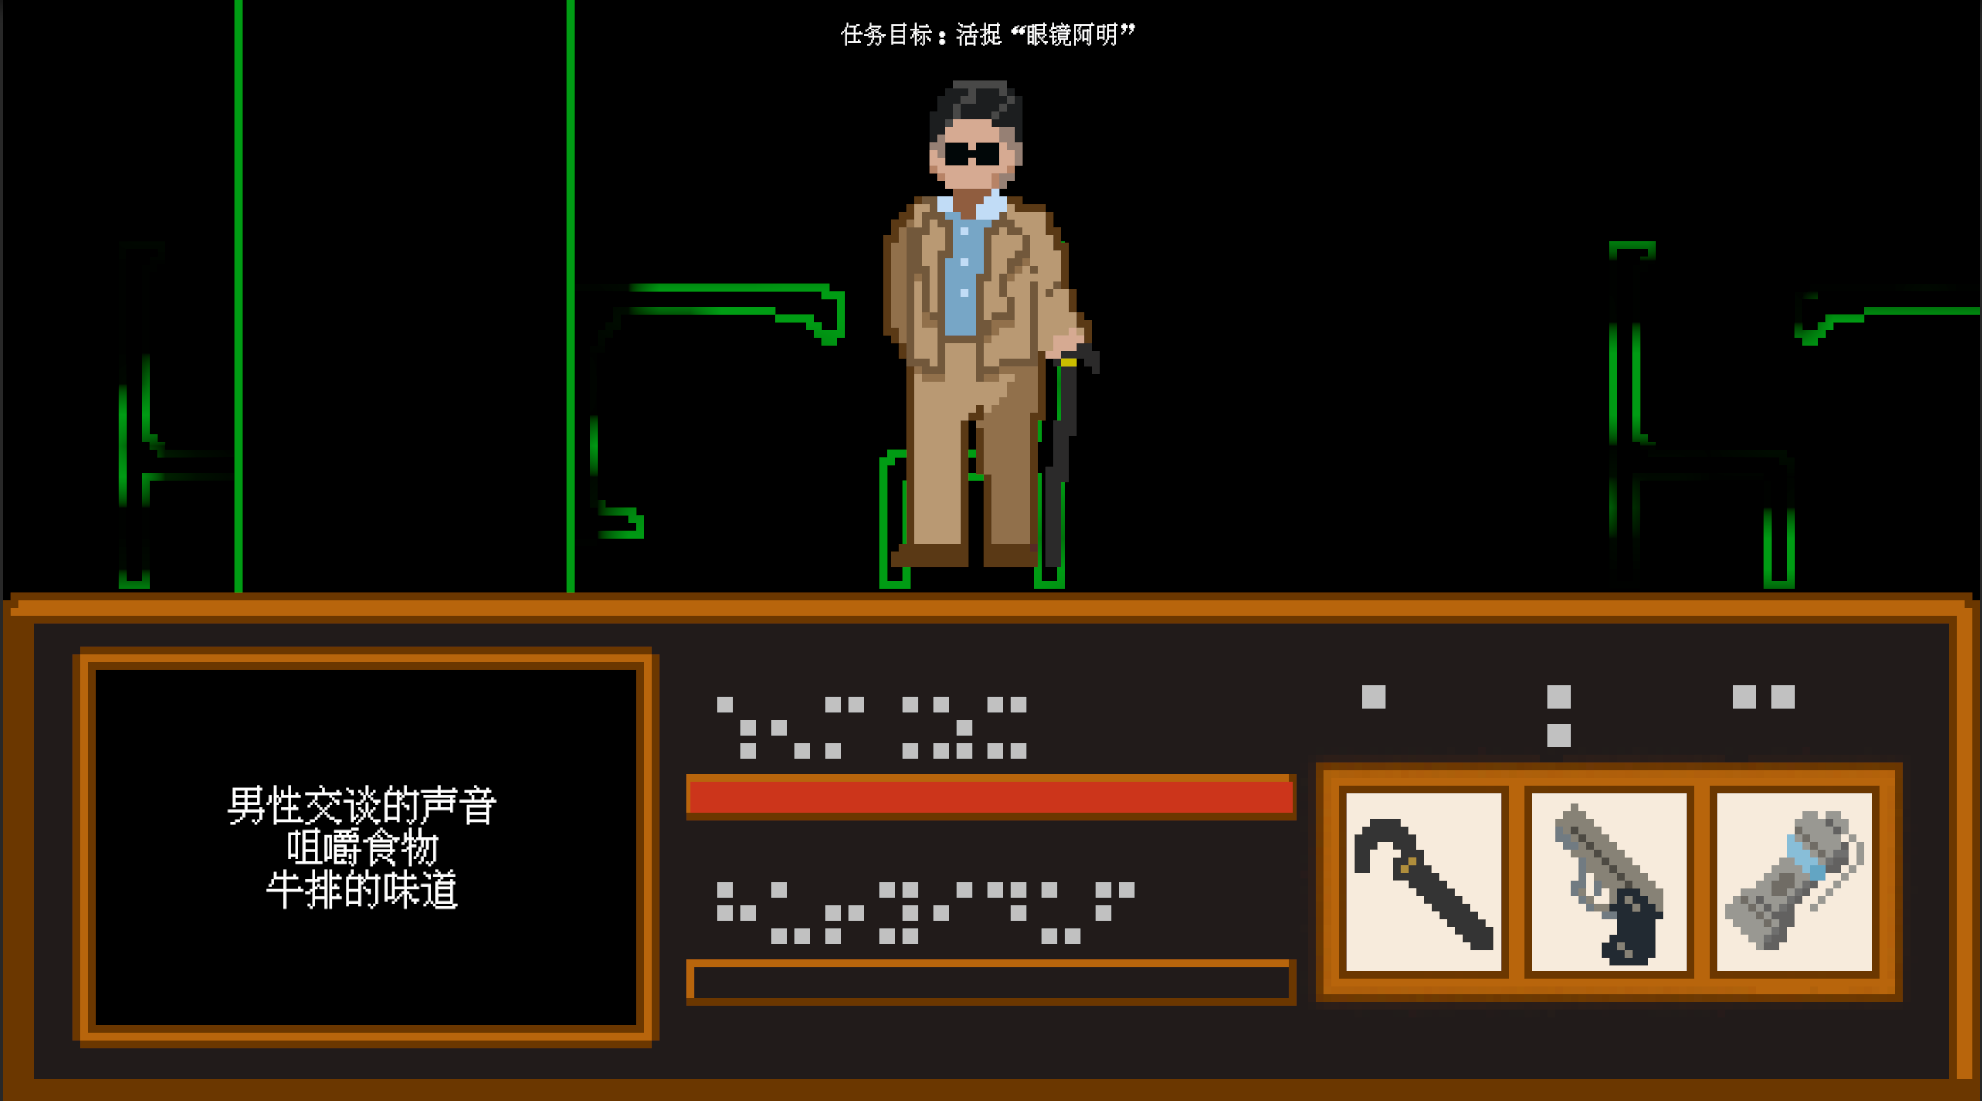 任务目标：活捉“眼镜阿明”
男性交谈的声音
咀嚼食物
牛排的味道
⠱⠢⠍⠨⠵⠭
⠓⠥⠖⠽⠊⠙⠥⠋
⠁ ⠃ ⠉